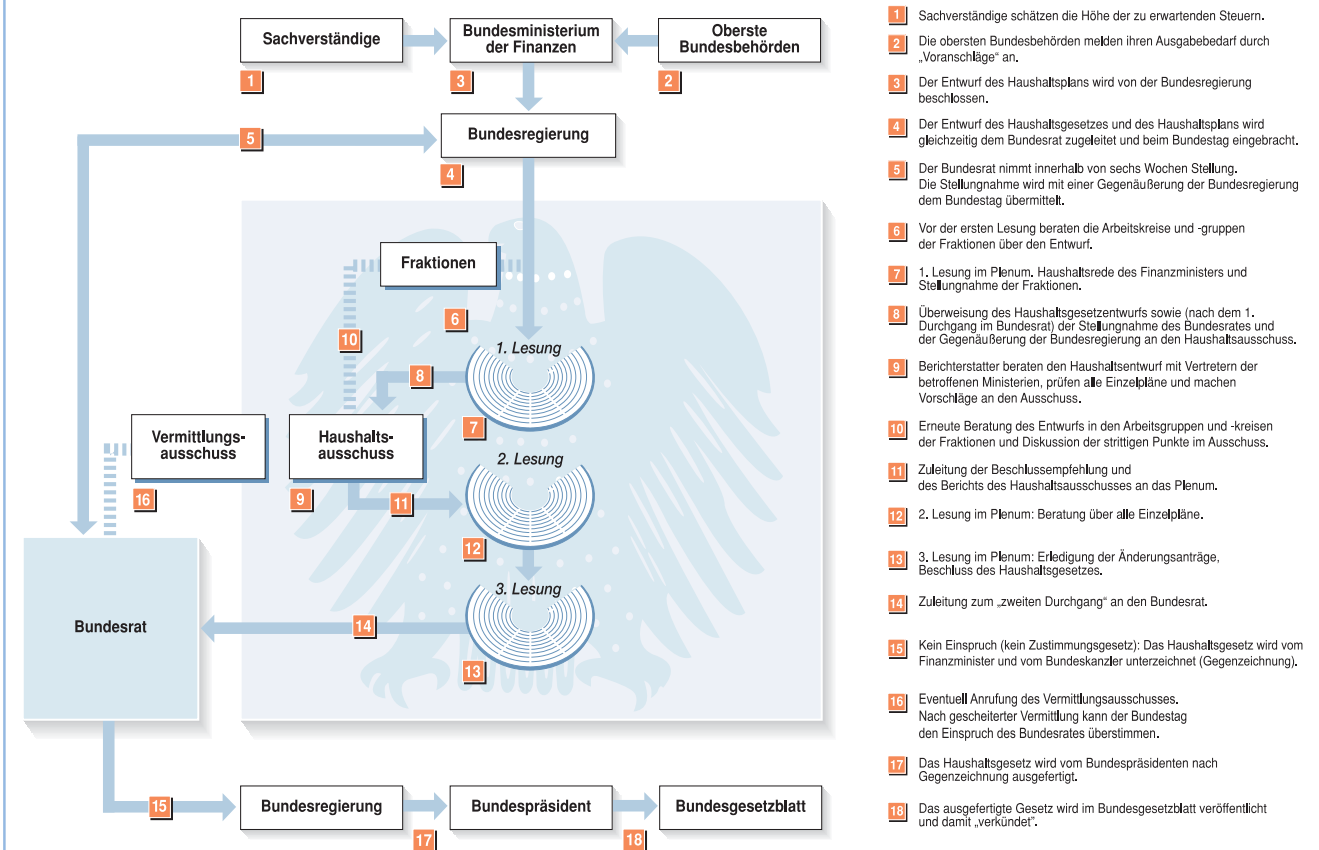 Sachverständige
Bundesministerium
der Finanzen
Oberste
Bundesbehörden
1
3
2
5
Bundesregierung
4
Fraktionen
6
10
1. Lesung
8
7
Vermittlungs-
ausschuss
Haushalts-
ausschuss
2. Lesung
16
9
11
12
3. Lesung
Bundesrat
14
13
15
Bundesregierung
Bundespräsident
Bundesgesetzblatt
17
18
1 Sachverständige schätzen die Höhe der zu erwartenden Steuern.
2 Die obersten Bundesbehörden melden ihren Ausgabebedarf durch
„Voranschläge“ an.
3 Der Entwurf des Haushaltsplans wird von der Bundesregierung
beschlossen.
4 Der Entwurf des Haushaltsgesetzes und des Haushaltsplans wird
gleichzeitig dem Bundesrat zugeleitet und beim Bundestag eingebracht.
5 Der Bundesrat nimmt innerhalb von sechs Wochen Stellung.
Die Stellungnahme wird mit einer Gegenäußerung der Bundesregierung
dem Bundestag übermittelt.
6 Vor der ersten Lesung beraten die Arbeitskreise und -gruppen
der Fraktionen über den Entwurf.
7 1. Lesung im Plenum. Haushaltsrede des Finanzministers und
Stellungnahme der Fraktionen.
8 Überweisung des Haushaltsgesetzentwurfs sowie (nach dem 1.
Durchgang im Bundesrat) der Stellungnahme des Bundesrates und
der Gegenäußerung der Bundesregierung an den Haushaltsausschuss.
9 Berichterstatter beraten den Haushaltsentwurf mit Vertretern der
betroffenen Ministerien, prüfen alle Einzelpläne und machen
Vorschläge an den Ausschuss.
10 Erneute Beratung des Entwurfs in den Arbeitsgruppen und -kreisen
der Fraktionen und Diskussion der strittigen Punkte im Ausschuss.
11 Zuleitung der Beschlussempfehlung und
des Berichts des Haushaltsausschusses an das Plenum.
12 2. Lesung im Plenum: Beratung über alle Einzelpläne.
13 3. Lesung im Plenum: Erledigung der Änderungsanträge,
Beschluss des Haushaltsgesetzes.
14 Zuleitung zum „zweiten Durchgang“ an den Bundesrat.
15 Kein Einspruch (kein Zustimmungsgesetz): Das Haushaltsgesetz wird vom
Finanzminister und vom Bundeskanzler unterzeichnet (Gegenzeichnung).
16 Eventuell Anrufung des Vermittlungsausschusses.
Nach gescheiterter Vermittlung kann der Bundestag
den Einspruch des Bundesrates überstimmen.
17 Das Haushaltsgesetz wird vom Bundespräsidenten nach
Gegenzeichnung ausgefertigt.
18 Das ausgefertigte Gesetz wird im Bundesgesetzblatt veröffentlicht
und damit „verkündet”.